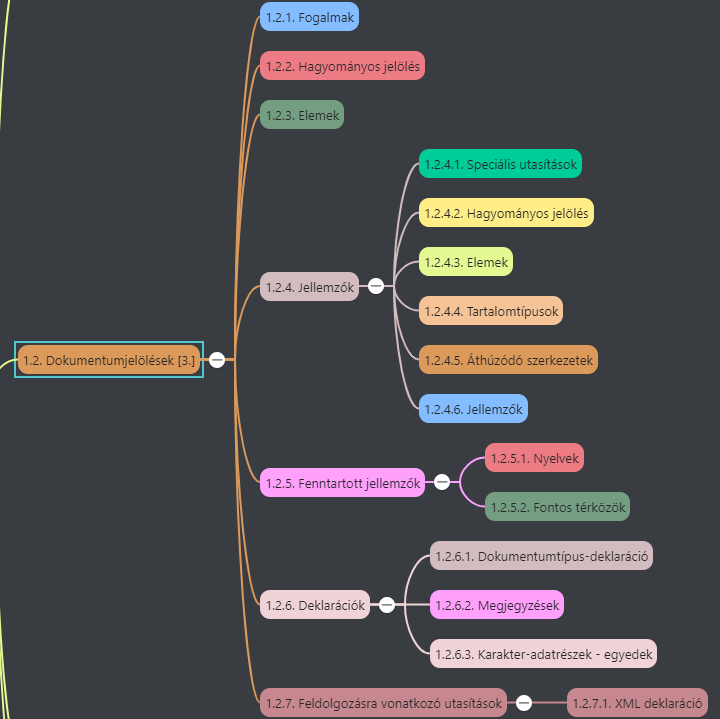 1.2. Dokumentumjelölések [3.]
1.2.1. Fogalmak
1.2.2. Hagyományos jelölés
1.2.3. Elemek
1.2.4. Jellemzők
1.2.4.1. Speciális utasítások
1.2.4.2. Hagyományos jelölés
1.2.4.3. Elemek
1.2.4.4. Tartalomtípusok
1.2.4.5. Áthúzódó szerkezetek
1.2.4.6. Jellemzők
1.2.5. Fenntartott jellemzők
1.2.5.1. Nyelvek
1.2.5.2. Fontos térközök
1.2.6. Deklarációk
1.2.6.1. Dokumentumtípus-deklaráció
1.2.6.2. Megjegyzések
1.2.6.3. Karakter-adatrészek - egyedek
1.2.7. Feldolgozásra vonatkozó utasítások
1.2.7.1. XML deklaráció